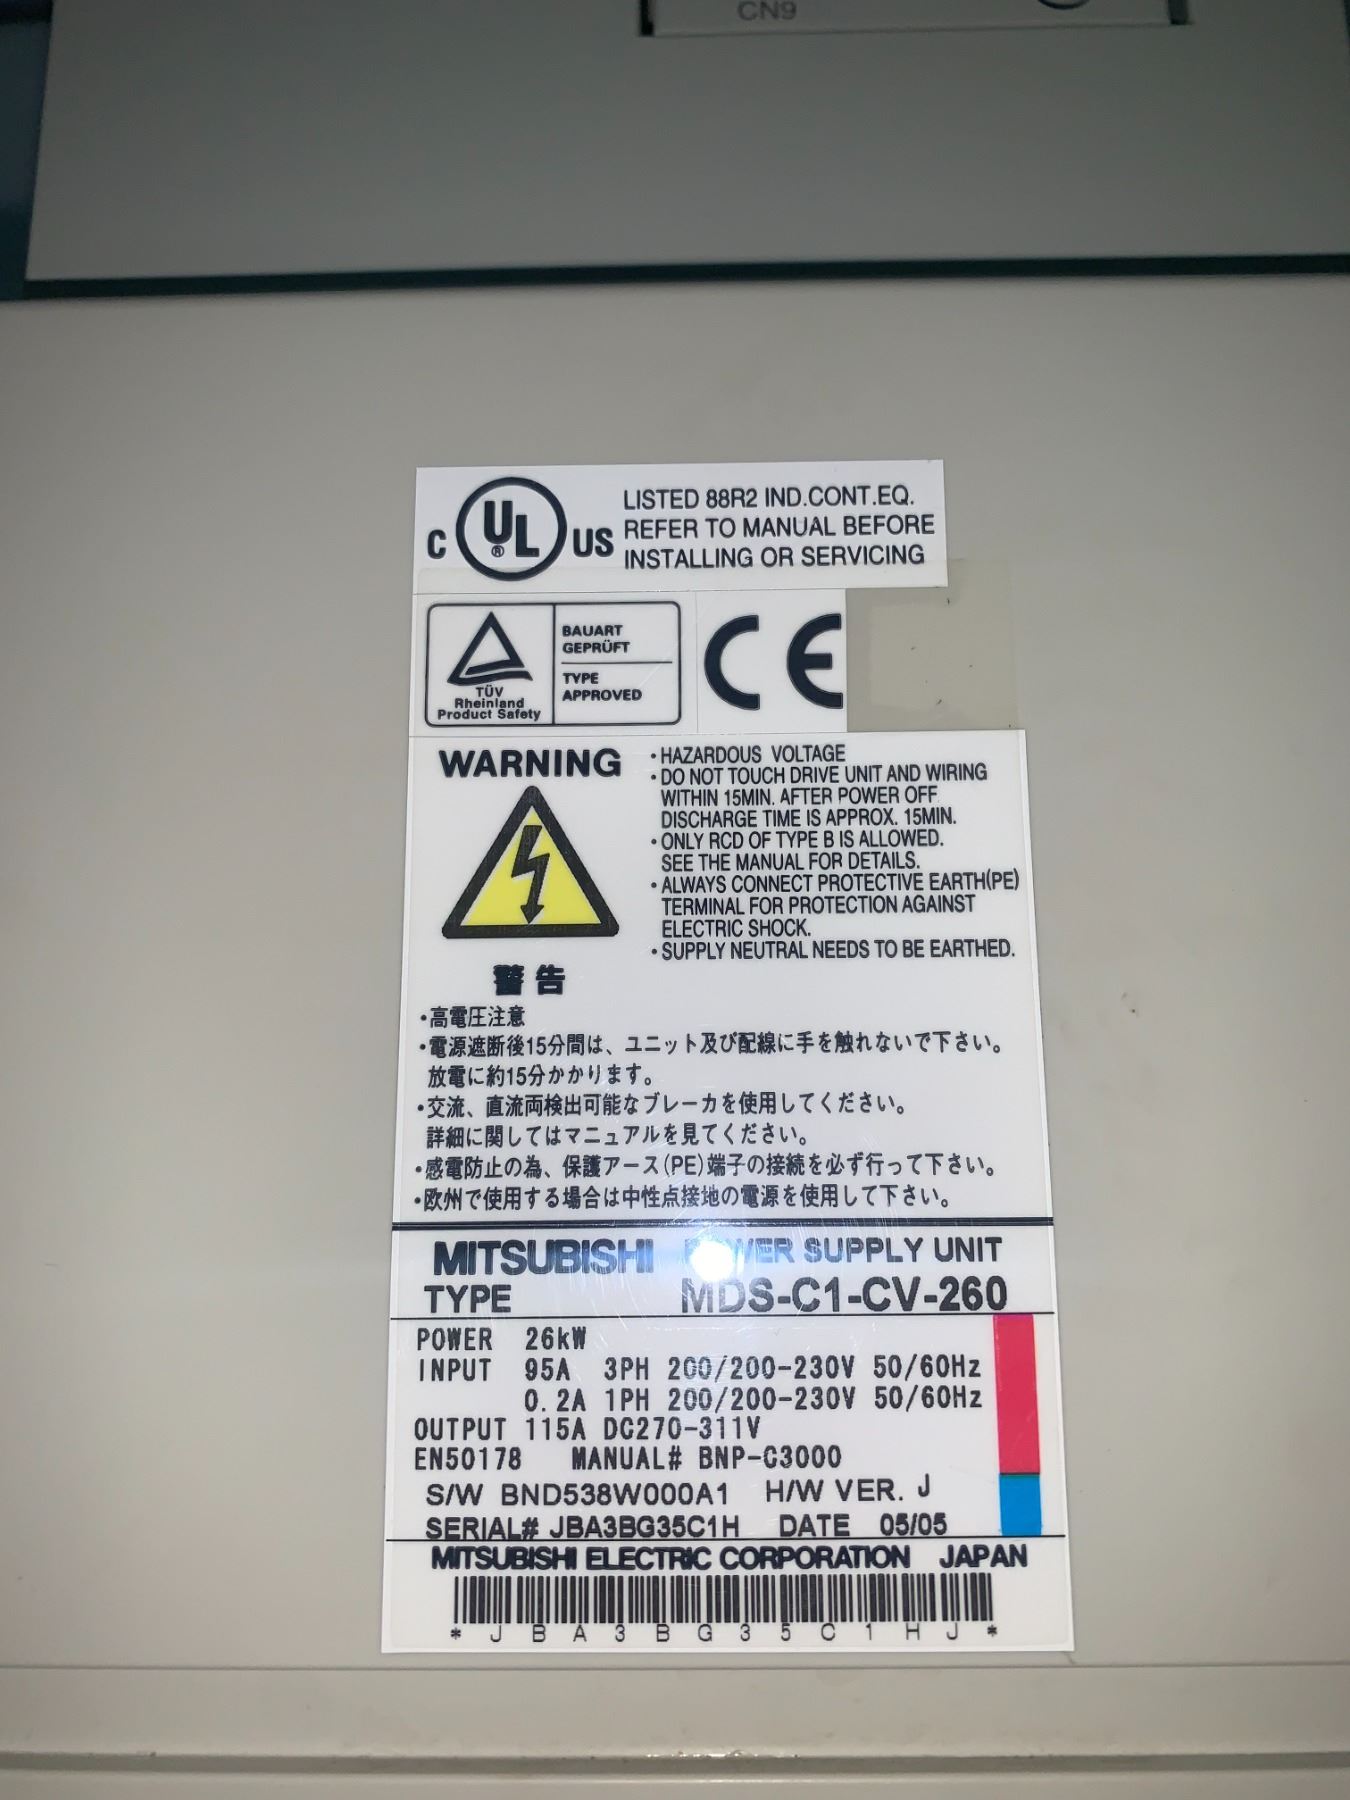 CN9
LISTED 88R2 IND.CONT.EQ.
C UL ® US REFER TO MANUAL BEFORE
INSTALLING OR SERVICING
BAUART
GEPRÜFT
TYPE
APPROVED
TÜV
Rheinland
Product Safety
CE
WARNING
・HAZARDOUS VOLTAGE
・DO NOT TOUCH DRIVE UNIT AND WIRING
WITHIN 15MIN. AFTER POWER OFF.
DISCHARGE TIME IS APPROX. 15MIN.
・ONLY RCD OF TYPE B IS ALLOWED.
SEE THE MANUAL FOR DETAILS.
・ALWAYS CONNECT PROTECTIVE EARTH(PE)
TERMINAL FOR PROTECTION AGAINST
ELECTRIC SHOCK.
・SUPPLY NEUTRAL NEEDS TO BE EARTHED.
警告
・高電圧注意
・電源遮断後15分間は、ユニット及び配線に手を触れないで下さい。
放電に約15分かかります。
・交流、直流両検出可能なブレーカを使用してください。
詳細に関してはマニュアルを見てください。
・感電防止の為、保護アース(PE)端子の接続を必ず行って下さい。
・欧州で使用する場合は中性点接地の電源を使用して下さい。
MITSUBISHI POWER SUPPLY UNIT
TYPE MDS-C1-CV-260
POWER 26kW
INPUT 95A 3PH 200/200-230V 50/60Hz
0.2A 1PH 200/200-230V 50/60Hz
OUTPUT 115A DC270-311V
EN50178 MANUAL# BNP-C3000
S/W BND538W000A1 H/W VER. J
SERIAL# JBA3BG35C1H DATE 05/05
MITSUBISHI ELECTRIC CORPORATION JAPAN
* J B A 3 B G 3 5 C 1 H J *